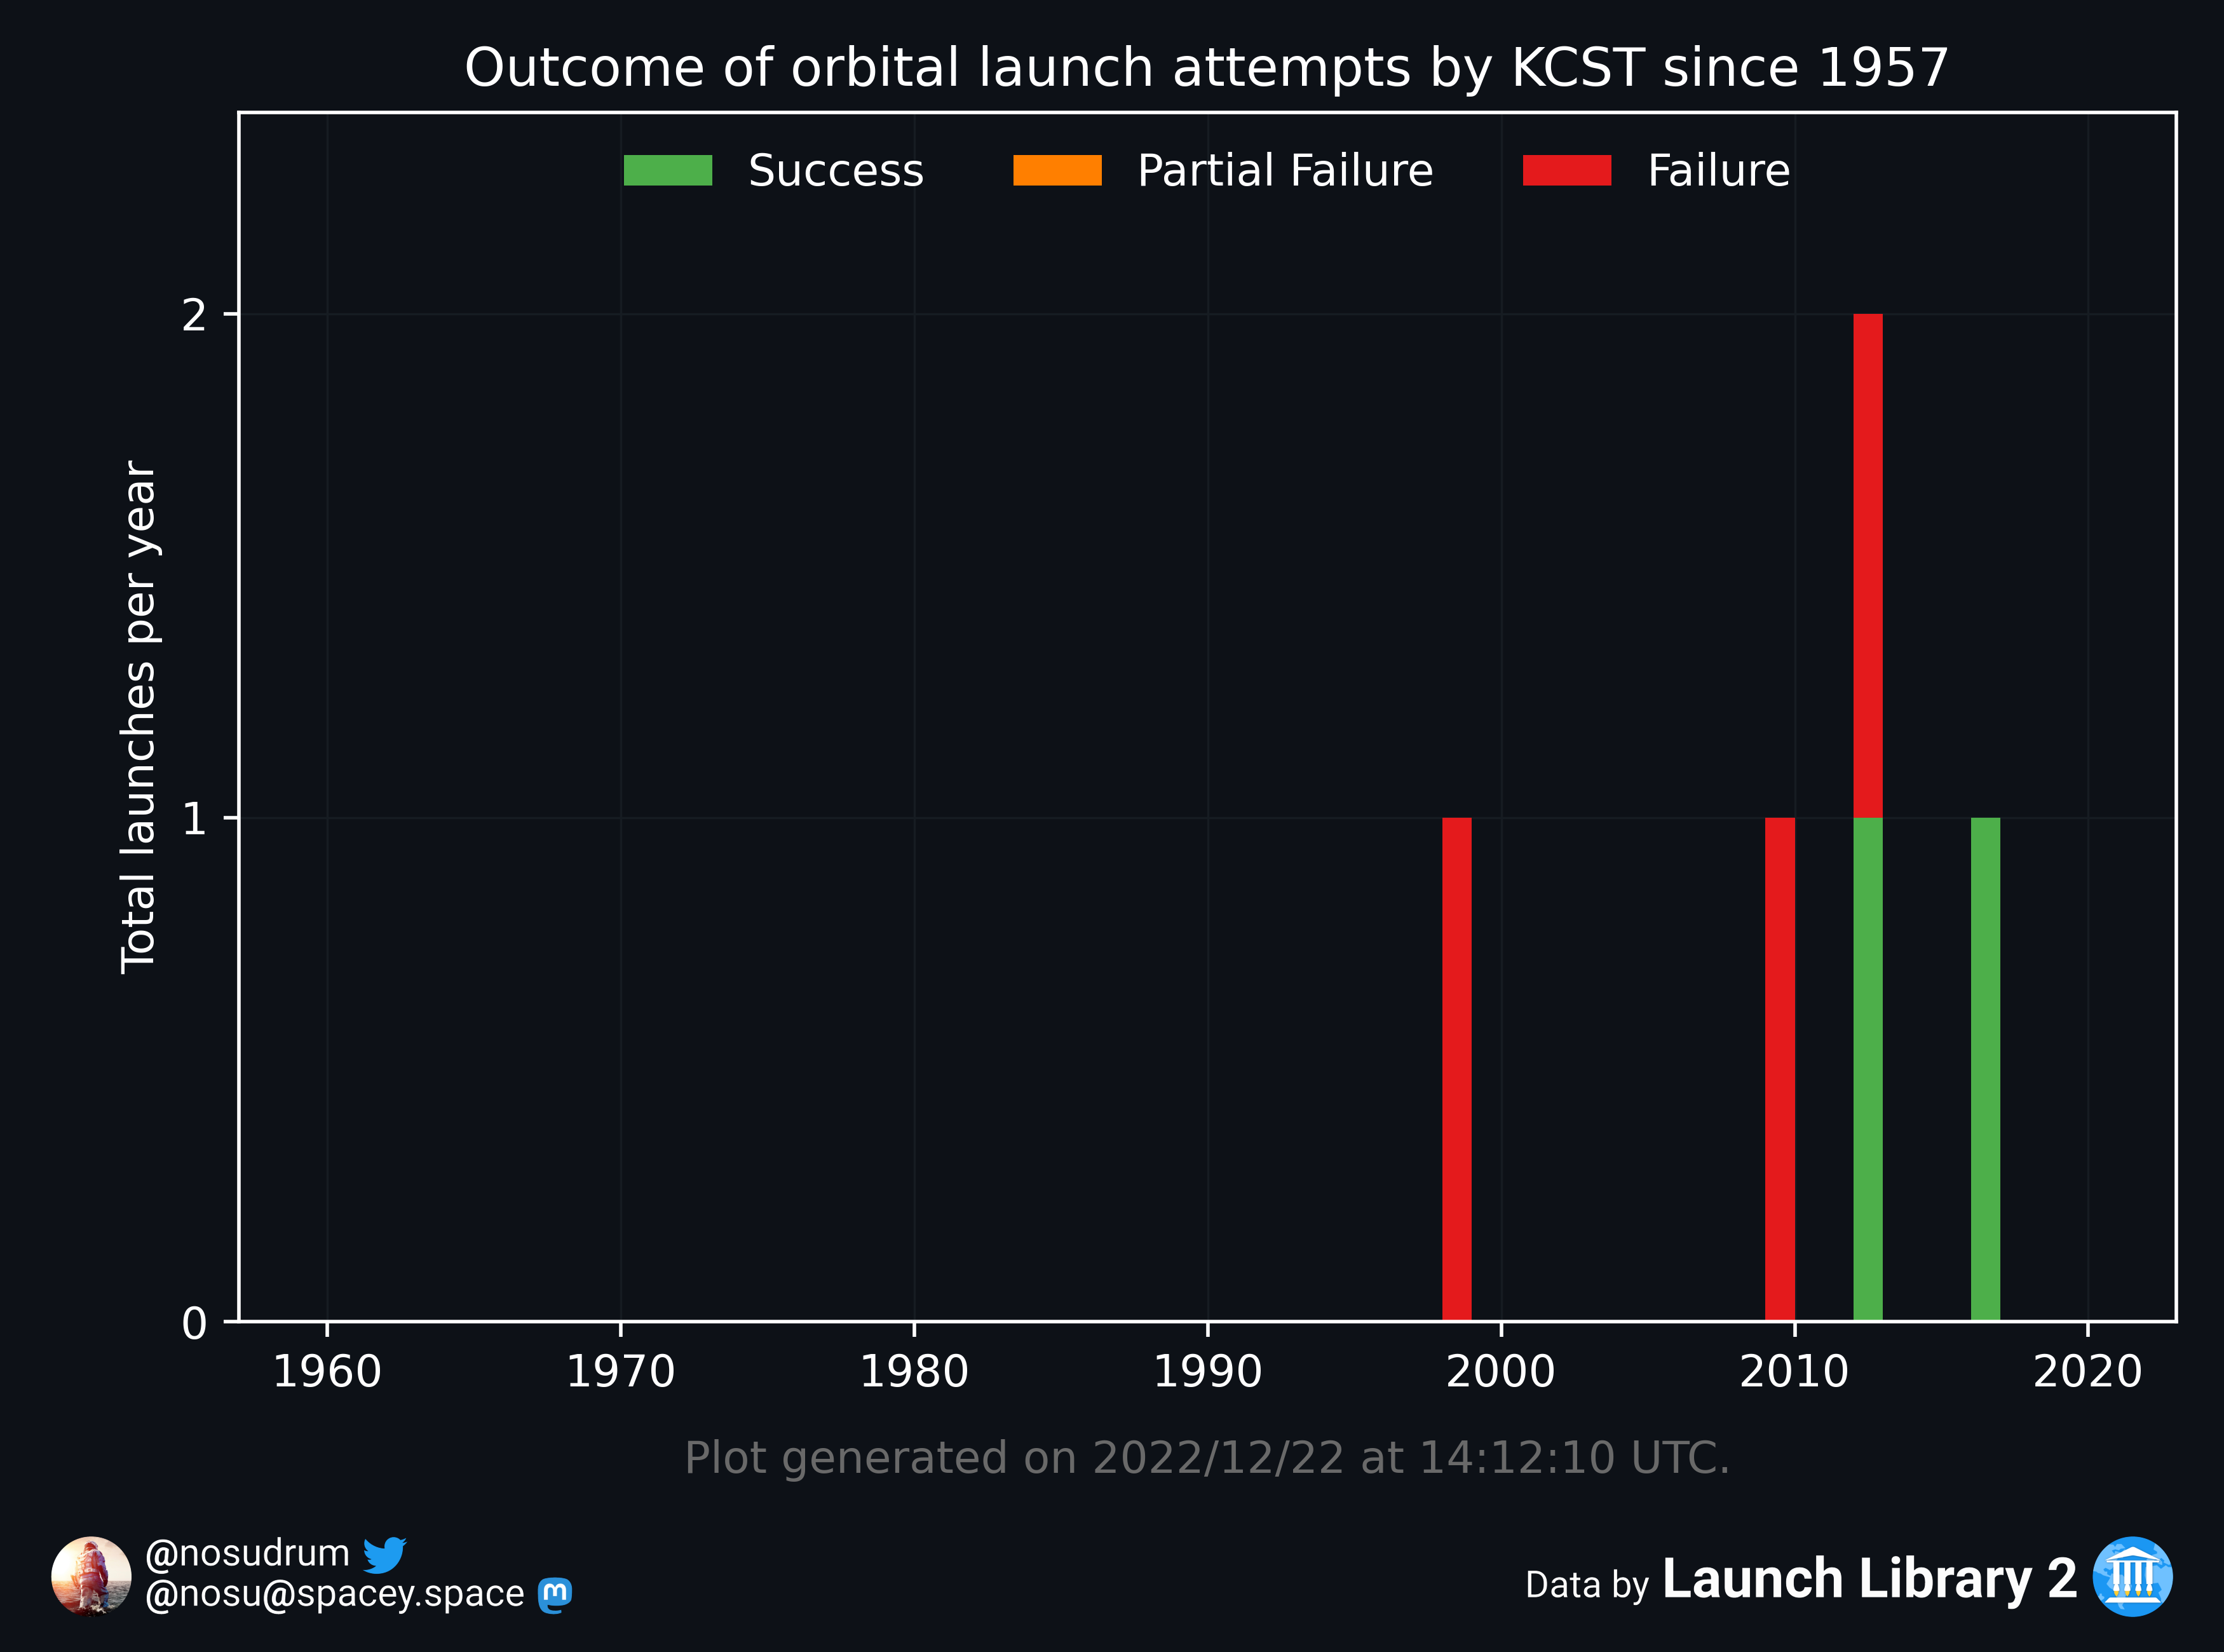 Outcome of orbital launch attempts by KCST since 1957
Success Partial Failure Failure
Total launches per year
2
1
0
1960 1970 1980 1990 2000 2010 2020
Plot generated on 2022/12/22 at 14:12:10 UTC.
@nosudrum
@nosu@spacey.space
Data by Launch Library 2